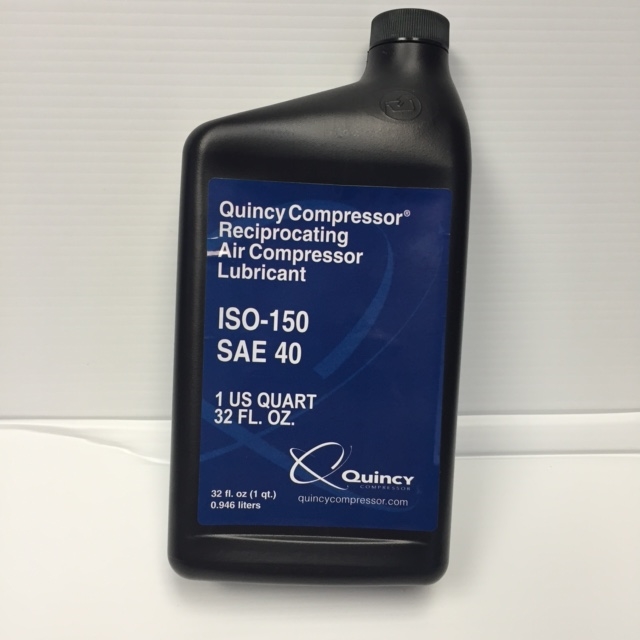 Quincy Compressor®
Reciprocating
Air Compressor
Lubricant
ISO-150
SAE 40
1 US QUART
32 FL. OZ.
Quincy
COMPRESSOR
32 fl. oz (1 qt.)
0.946 liters
quincycompressor.com